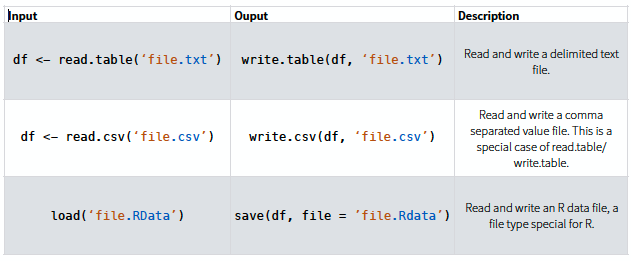 Input Ouput Description
df <- read.table(‘file.txt’) write.table(df, ‘file.txt’) Read and write a delimited text
file.
df <- read.csv(‘file.csv’) write.csv(df, ‘file.csv’) Read and write a comma
separated value file. This is a
special case of read.table/
write.table.
load(‘file.RData’) save(df, file = ’file.Rdata’) Read and write an R data file, a
file type special for R.